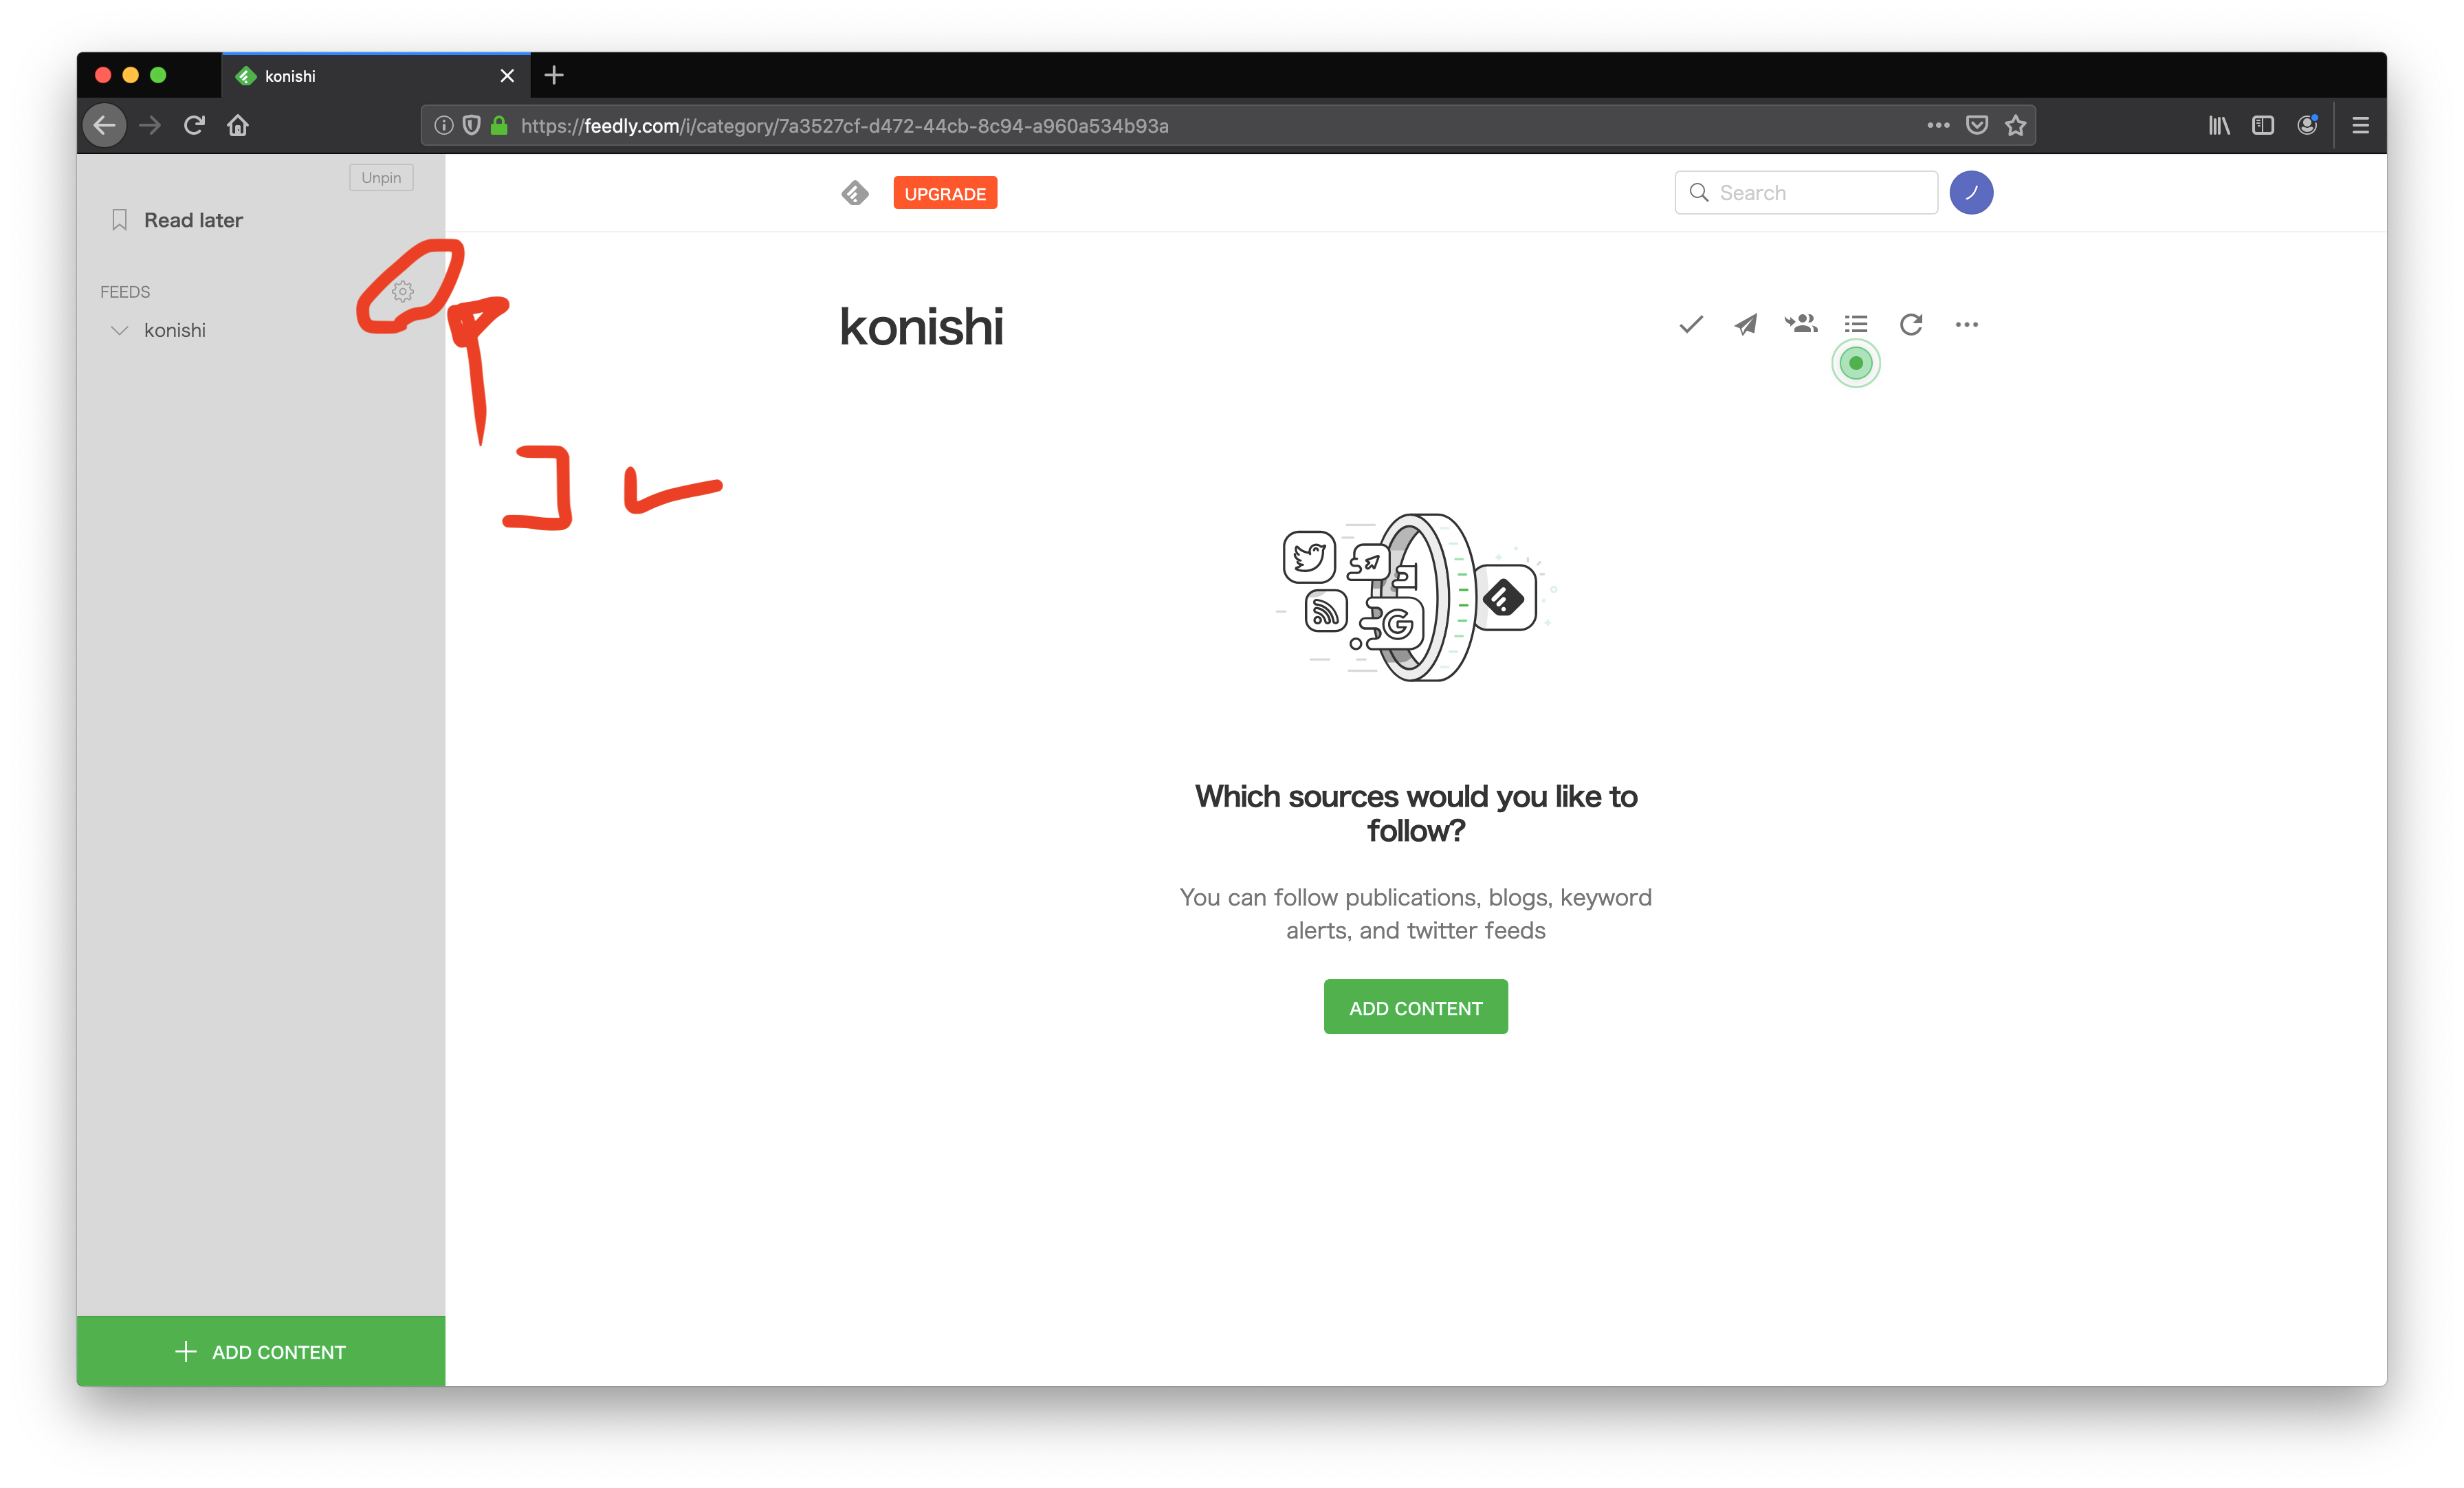 konishi
https://feedly.com/i/category/7a3527cf-d472-44cb-8c94-a960a534b93a
Unpin
Read later
FEEDS
konishi
UPGRADE
Search
ノ
konishi
コレ
Which sources would you like to
follow?
You can follow publications, blogs, keyword
alerts, and twitter feeds
ADD CONTENT
ADD CONTENT